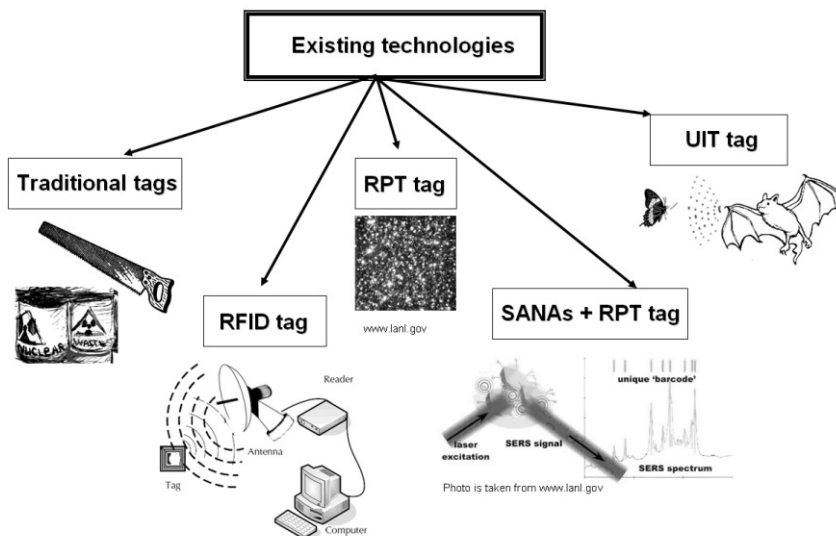 Existing technologies
UIT tag
Traditional tags
RPT tag
www.lanl.gov
NUCLEAR
WASTE
RFID tag
SANAs + RPT tag
Reader
Antenna
Tag
Computer
unique 'barcode'
laser
excitation
SERS signal
SERS spectrum
Photo is taken from www.lanl.gov